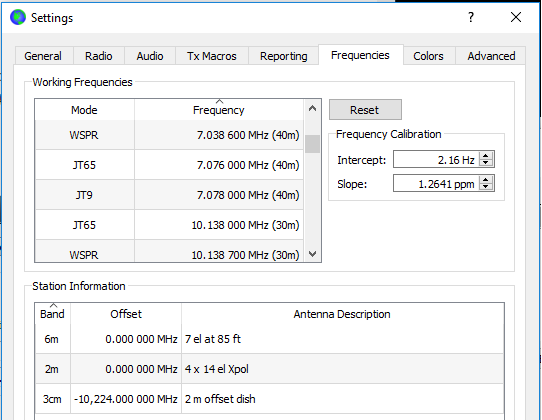 Settings
General Radio Audio Tx Macros Reporting Frequencies Colors Advanced
Working Frequencies
Mode Frequency
WSPR 7.038 600 MHz (40m)
JT65 7.076 000 MHz (40m)
JT9 7.078 000 MHz (40m)
JT65 10.138 000 MHz (30m)
WSPR 10.138 700 MHz (30m)
Reset
Frequency Calibration
Intercept: 2.16 Hz
Slope: 1.2641 ppm
Station Information
Band Offset Antenna Description
6m 0.000 000 MHz 7 el at 85 ft
2m 0.000 000 MHz 4 x 14 el Xpol
3cm -10,224.000 000 MHz 2 m offset dish